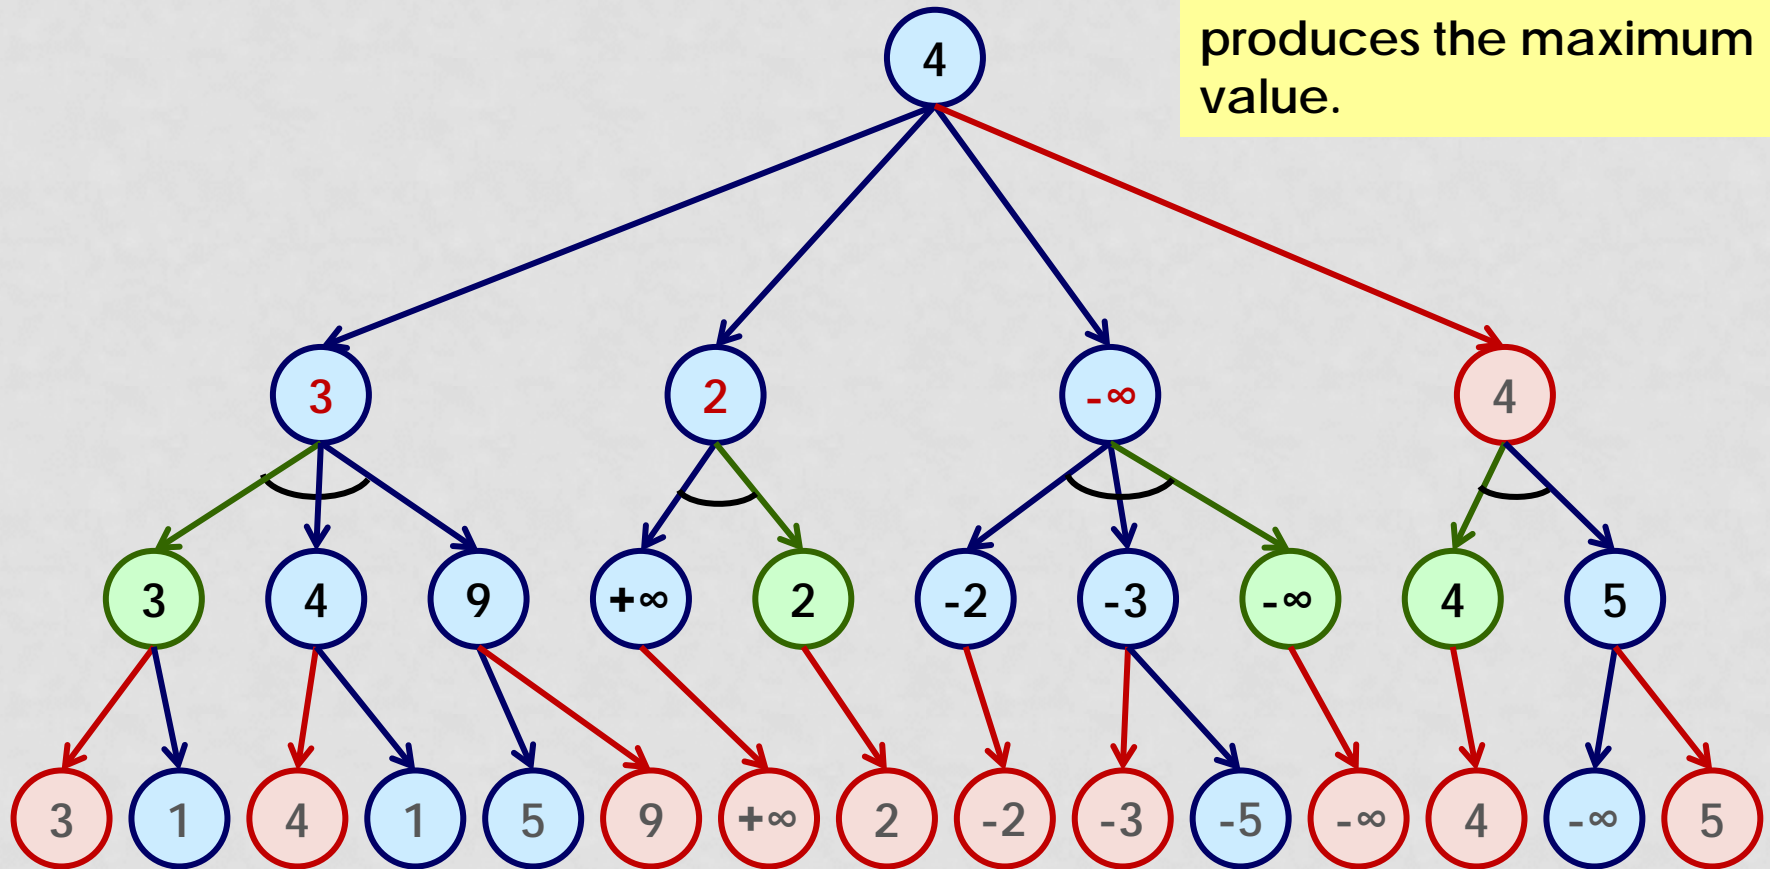 produces the maximum
value.
4
3 2 -∞ 4
3 4 9 +∞ 2 -2 -3 -∞ 4 5
3 1 4 1 5 9 +∞ 2 -2 -3 -5 -∞ 4 -∞ 5